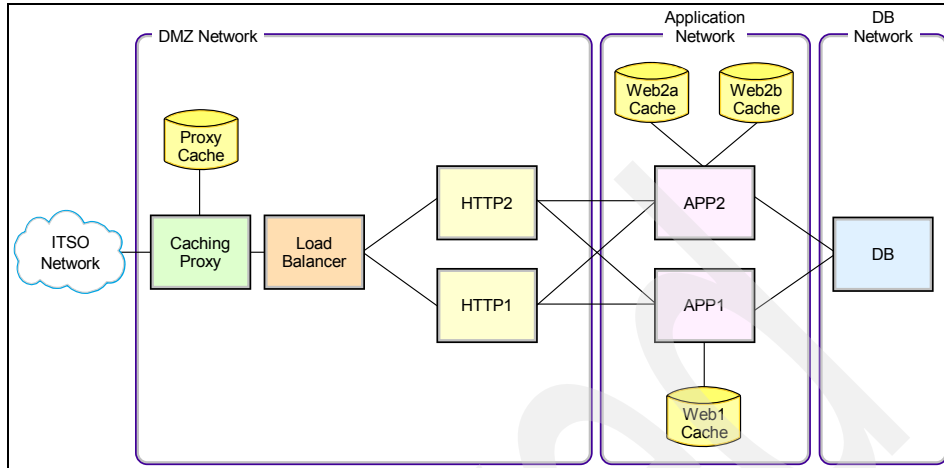 DMZ Network
Application
Network
DB
Network
Web2a
Cache
Web2b
Cache
Proxy
Cache
ITSO
Network
Caching
Proxy
Load
Balancer
HTTP2
HTTP1
APP2
APP1
DB
Web1
Cache